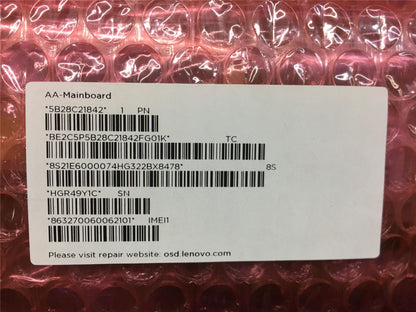 AA-Mainboard
*5B28C21842* 1 PN
*BE2C5P5B28C21842FG01K* TC
*8S21E6000074HG322BX8478* 8S
*HGR49Y1C* SN
*863270060062101* IMEI1
Please visit repair website: osd.lenovo.com